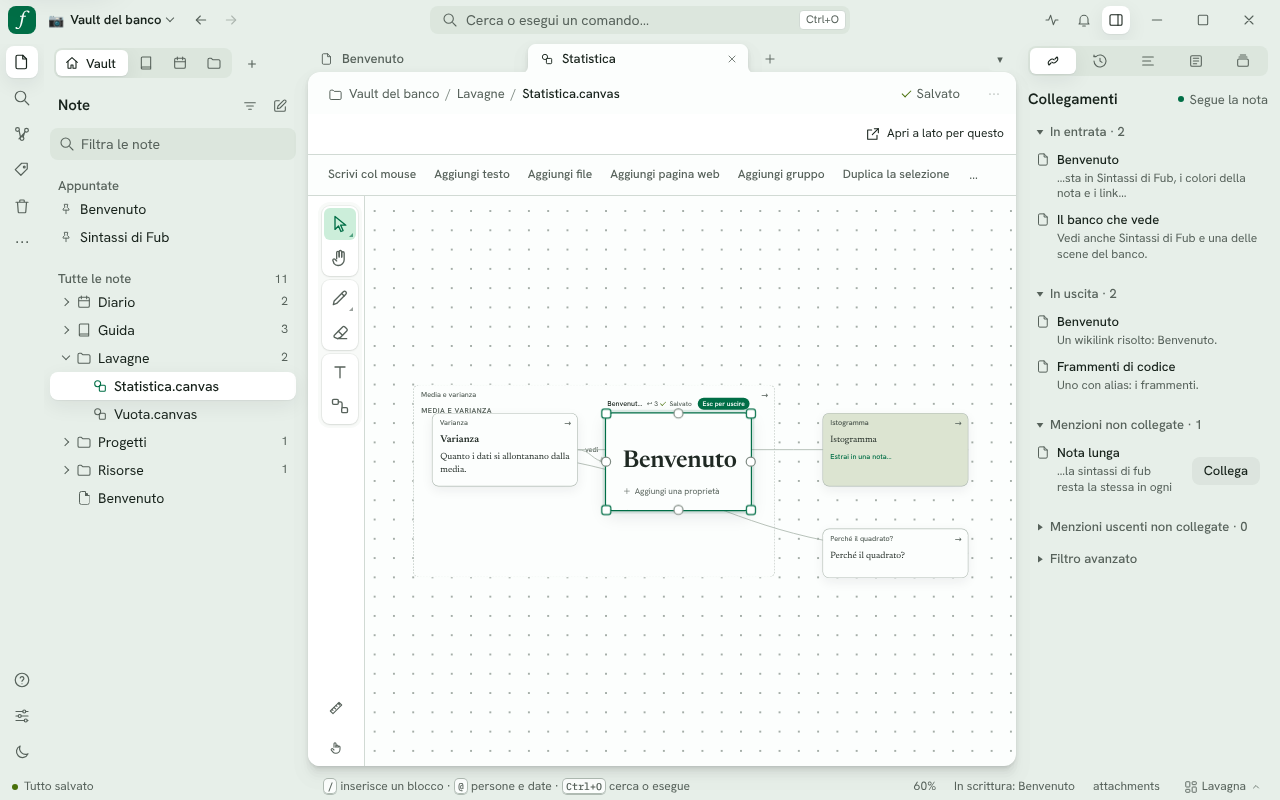 Vault del banco
Cerca o esegui un comando...
Ctrl+O
Vault
Benvenuto
Statistica
Note
Filtra le note
Appuntate
Benvenuto
Sintassi di Fub
Tutte le note 11
Diario 2
Guida 3
Lavagne 2
Statistica.canvas
Vuota.canvas
Progetti 1
Risorse 1
Benvenuto
Tutto salvato
Vault del banco / Lavagne / Statistica.canvas
Salvato
Apri a lato per questo
Scrivi col mouse Aggiungi testo Aggiungi file Aggiungi pagina web Aggiungi gruppo Duplica la selezione ...
Media e varianza
MEDIA E VARIANZA
Varianza
Varianza
Quanto i dati si allontanano dalla
media.
vedi
Benvenut... 3 Salvato Esc per uscire
Benvenuto
Aggiungi una proprietà
Istogramma
Istogramma
Estrai in una nota...
Perché il quadrato?
Perché il quadrato?
/ inserisce un blocco · @ persone e date · Ctrl+O cerca o esegue
60% In scrittura: Benvenuto attachments Lavagna
Collegamenti
Segue la nota
In entrata · 2
Benvenuto
...sta in Sintassi di Fub, i colori della
nota e i link...
Il banco che vede
Vedi anche Sintassi di Fub e una delle
scene del banco.
In uscita · 2
Benvenuto
Un wikilink risolto: Benvenuto.
Frammenti di codice
Uno con alias: i frammenti.
Menzioni non collegate · 1
Nota lunga
...la sintassi di fub
resta la stessa in ogni
Collega
Menzioni uscenti non collegate · 0
Filtro avanzato